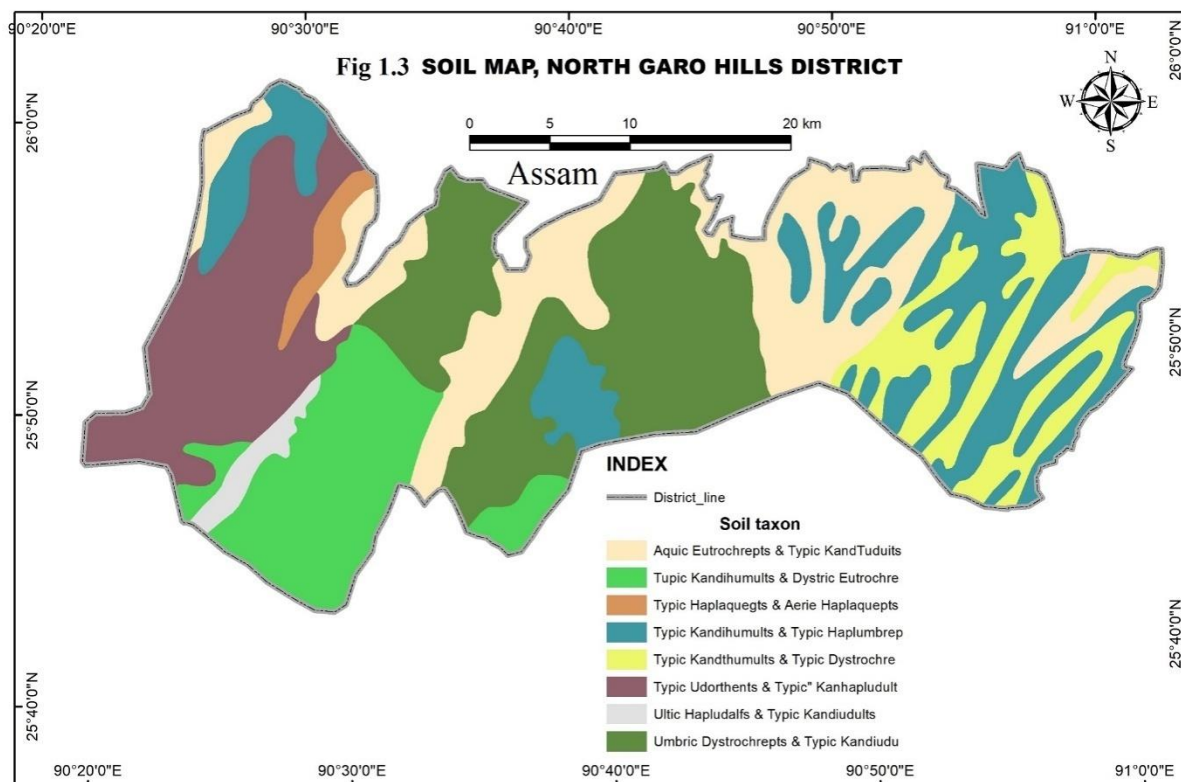 90°20'0"E 90°30'0"E 90°40'0"E 90°50'0"E 91°0'0"E
Fig 1.3 SOIL MAP, NORTH GARO HILLS DISTRICT
N
W E
S
26°0'0"N
26°0'0"N
0 5 10 20 km
Assam
25°50'0"N
25°50'0"N
INDEX
District_line
Soil taxon
Aquic Eutrochrepts & Typic KandTuduits
Tupic Kandihumults & Dystric Eutrochre
Typic Haplaquegts & Aerie Haplaquepts
Typic Kandihumults & Typic Haplumbrep
Typic Kandthumults & Typic Dystrochre
Typic Udorthents & Typic" Kanhapludult
Ultic Hapludalfs & Typic Kandiudults
Umbric Dystrochrepts & Typic Kandiudu
25°40'0"N
25°40'0"N
90°20'0"E 90°30'0"E 90°40'0"E 90°50'0"E 91°0'0"E